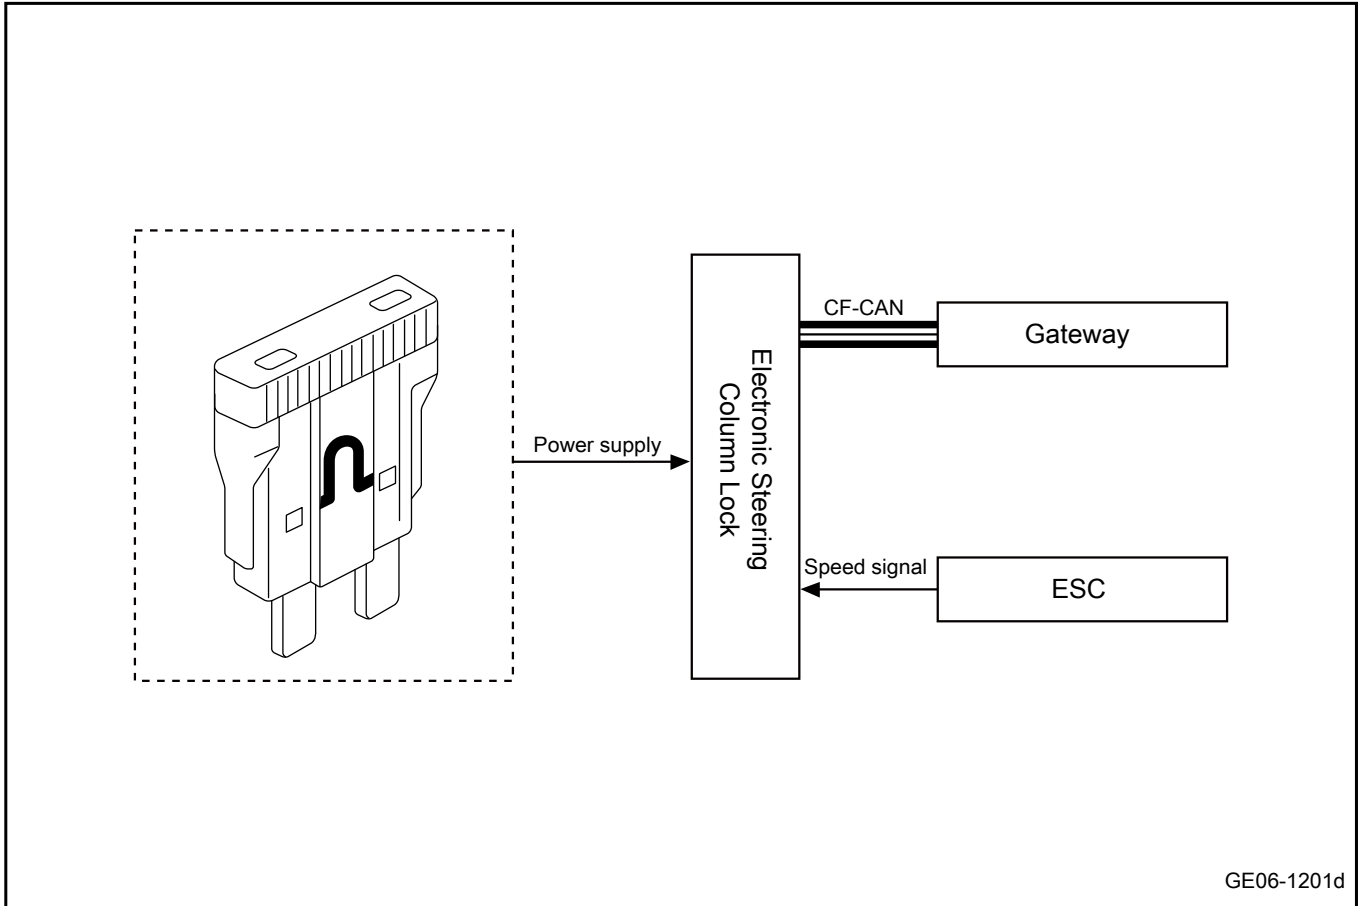 CF-CAN
Gateway
Power supply
Electronic Steering
Column Lock
Speed signal
ESC
GE06-1201d